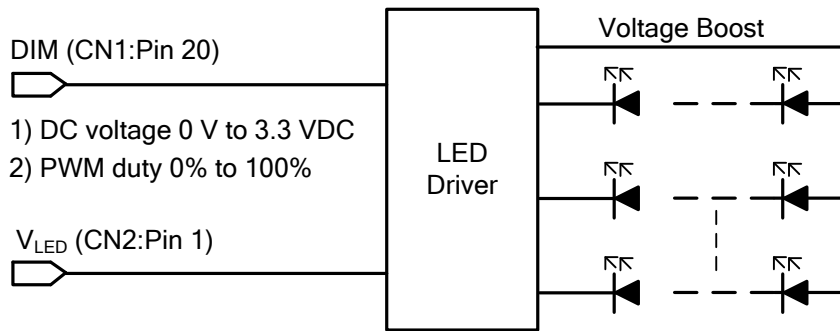 Voltage Boost
DIM (CN1:Pin 20)
1) DC voltage 0 V to 3.3 VDC
2) PWM duty 0% to 100%
LED
Driver
VLED (CN2:Pin 1)